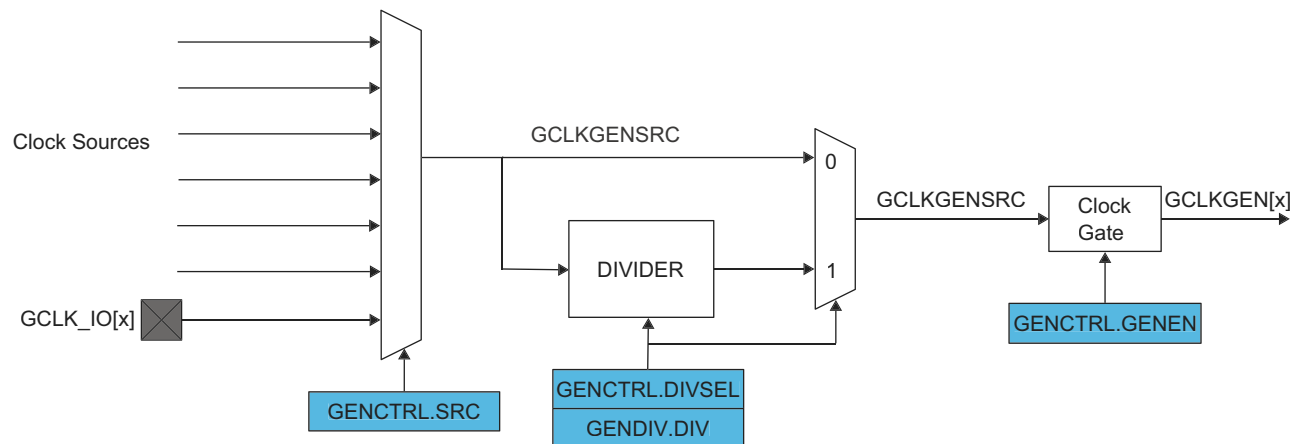 Clock Sources
GCLK_IO[x]
GENCTRL.SRC
GCLKGENSRC
DIVIDER
GENCTRL.DIVSEL
GENDIV.DIV
0
1
GCLKGENSRC
Clock
Gate
GENCTRL.GENEN
GCLKGEN[x]